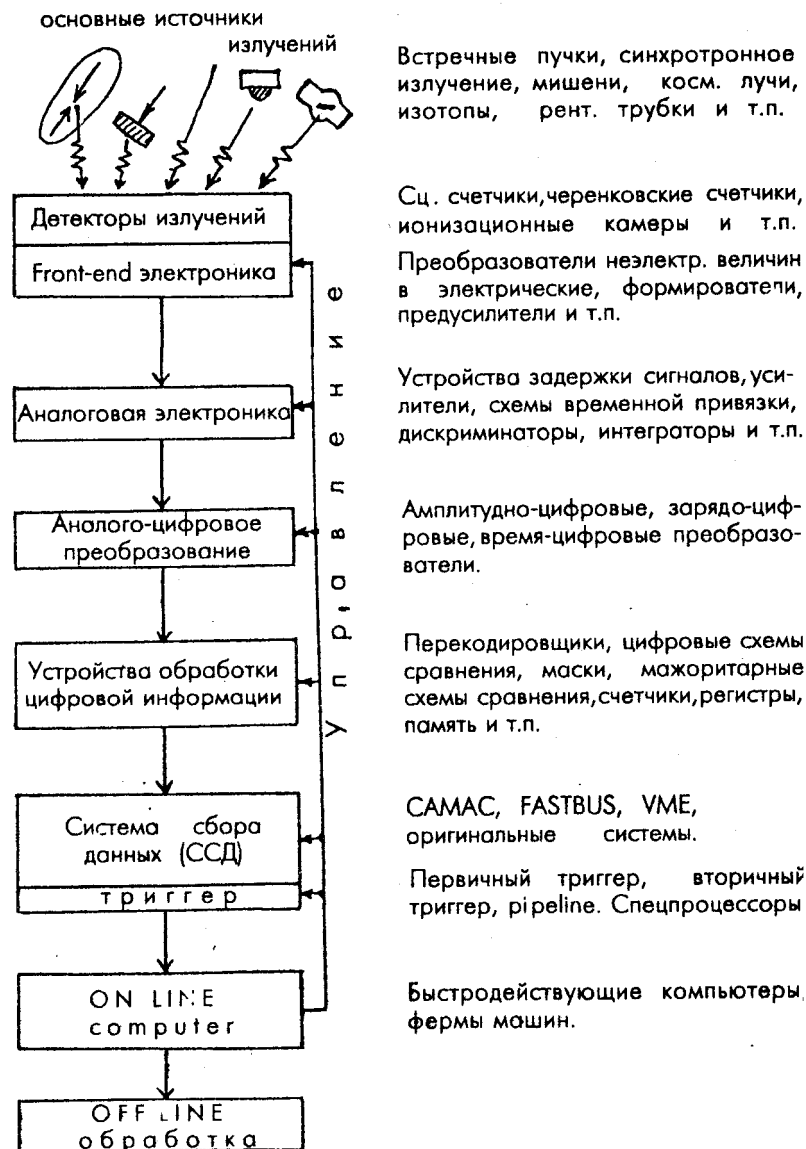 основные источники
излучений
Встречные пучки, синхротронное
излучение, мишени, косм. лучи,
изотопы, рент. трубки и т.п.
Детекторы излучений
Сц. счетчики, черенковские счетчики,
ионизационные камеры и т.п.
Front-end электроника
Преобразователи неэлектр. величин
в электрические, формирователи,
предусилители и т.п.
Управление
Аналоговая электроника
Устройства задержки сигналов, уси-
лители, схемы временной привязки,
дискриминаторы, интеграторы и т.п.
Аналого-цифровое
преобразование
Амплитудно-цифровые, зарядо-циф-
ровые, время-цифровые преобразо-
ватели.
Устройства обработки
цифровой информации
Перекодировщики, цифровые схемы
сравнения, маски, мажоритарные
схемы сравнения, счетчики, регистры,
память и т.п.
Система сбора
данных (ССД)
CAMAC, FASTBUS, VME,
оригинальные системы.
триггер
Первичный триггер, вторичный
триггер, pipeline. Спецпроцессоры
ON LINE
computer
Быстродействующие компьютеры,
фермы машин.
OFF LINE
обработка